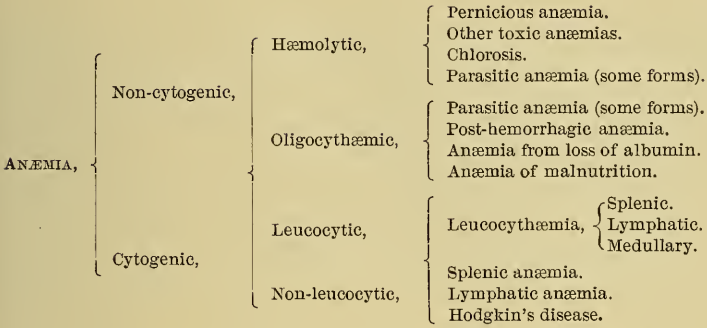 Pernicious anæmia.
Hæmolytic,
Other toxic anæmias.
Chlorosis.
Non-cytogenic,
Parasitic anæmia (some forms).
Parasitic anæmia (some forms).
Oligocythæmic,
Post-hemorrhagic anæmia.
Anæmia from loss of albumin.
ANÆMIA,
Anæmia of malnutrition.
Leucocytic,
Leucocythæmia,
Splenic.
Lymphatic.
Medullary.
Cytogenic,
Splenic anæmia.
Non-leucocytic,
Lymphatic anæmia.
Hodgkin's disease.